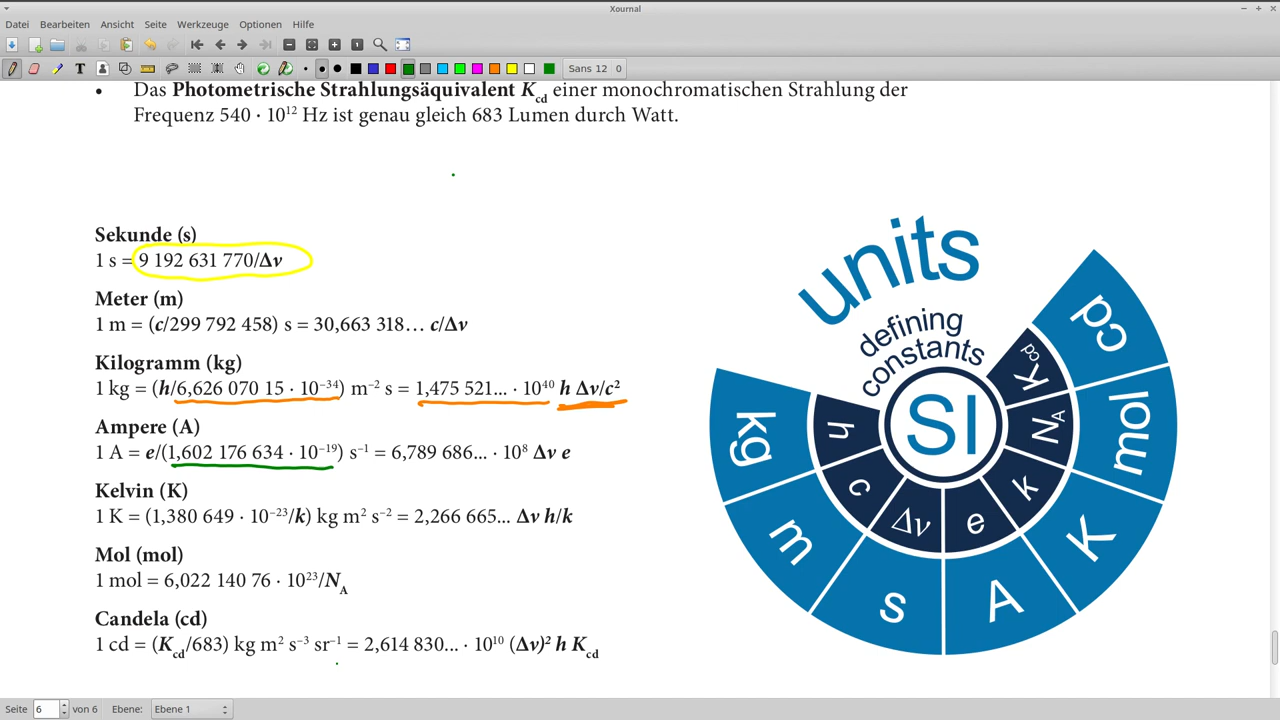 Xournal
Datei Bearbeiten Ansicht Seite Werkzeuge Optionen Hilfe
Sans 12 0
• Das Photometrische Strahlungsäquivalent K_cd einer monochromatischen Strahlung der
Frequenz 540 · 10¹² Hz ist genau gleich 683 Lumen durch Watt.
Sekunde (s)
1 s = 9 192 631 770/Δν
Meter (m)
1 m = (c/299 792 458) s = 30,663 318… c/Δν
Kilogramm (kg)
1 kg = (h/6,626 070 15 · 10⁻³⁴) m⁻² s = 1,475 521... · 10⁴⁰ h Δν/c²
Ampere (A)
1 A = e/(1,602 176 634 · 10⁻¹⁹) s⁻¹ = 6,789 686... · 10⁸ Δν e
Kelvin (K)
1 K = (1,380 649 · 10⁻²³/k) kg m² s⁻² = 2,266 665... Δν h/k
Mol (mol)
1 mol = 6,022 140 76 · 10²³/N_A
Candela (cd)
1 cd = (K_cd/683) kg m² s⁻³ sr⁻¹ = 2,614 830... · 10¹⁰ (Δν)² h K_cd
units
defining
constants
SI
kg
m
s
A
K
mol
cd
h
c
Δν
e
k
N_A
K_cd
Seite 6 von 6 Ebene: Ebene 1